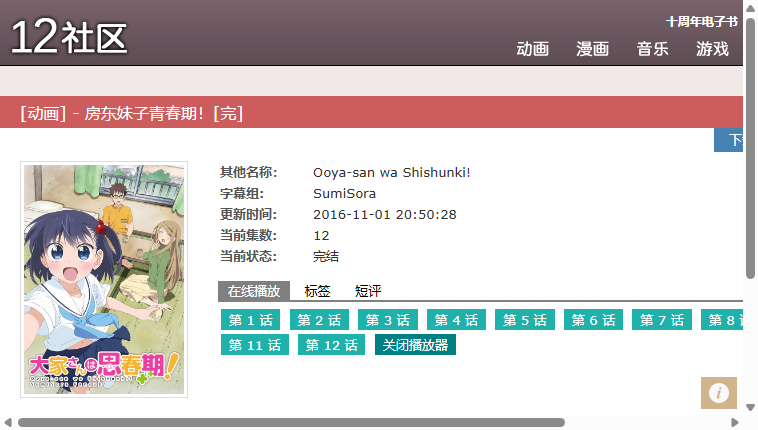 十周年电子书
12社区
动画 漫画 音乐 游戏
[动画] - 房东妹子青春期！[完]
其他名称： Ooya-san wa Shishunki!
字幕组： SumiSora
更新时间： 2016-11-01 20:50:28
当前集数： 12
当前状态： 完结
在线播放 标签 短评
第 1 话 第 2 话 第 3 话 第 4 话 第 5 话 第 6 话 第 7 话 第 8
第 11 话 第 12 话 关闭播放器
大家さんは思春期！